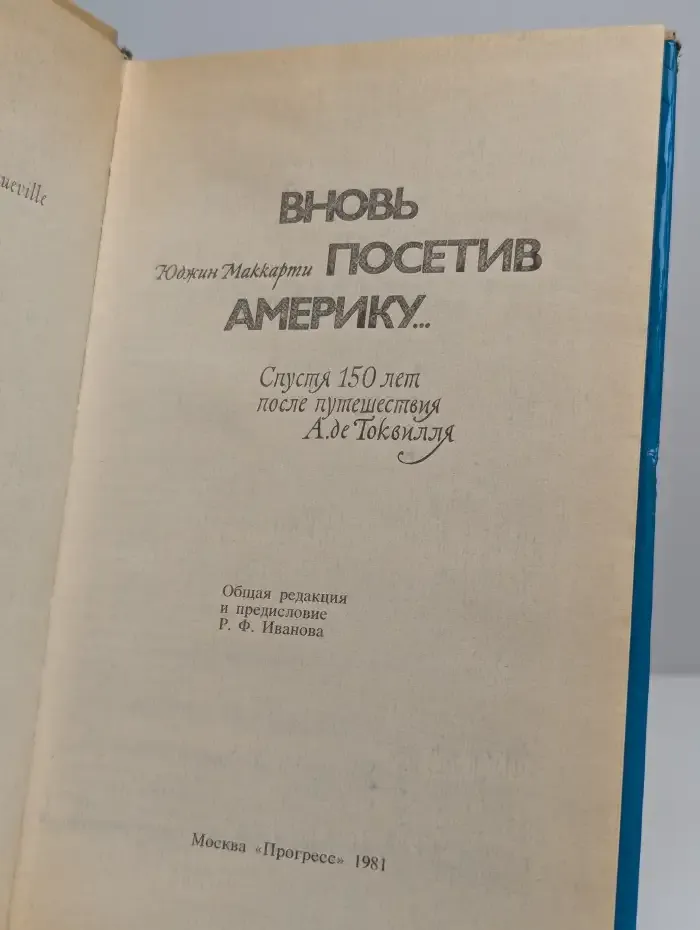 ueville
ВНОВЬ
Юджин Маккарти ПОСЕТИВ
АМЕРИКУ...
Спустя 150 лет
после путешествия
А. де Токвилля
Общая редакция
и предисловие
Р. Ф. Иванова
Москва «Прогресс» 1981